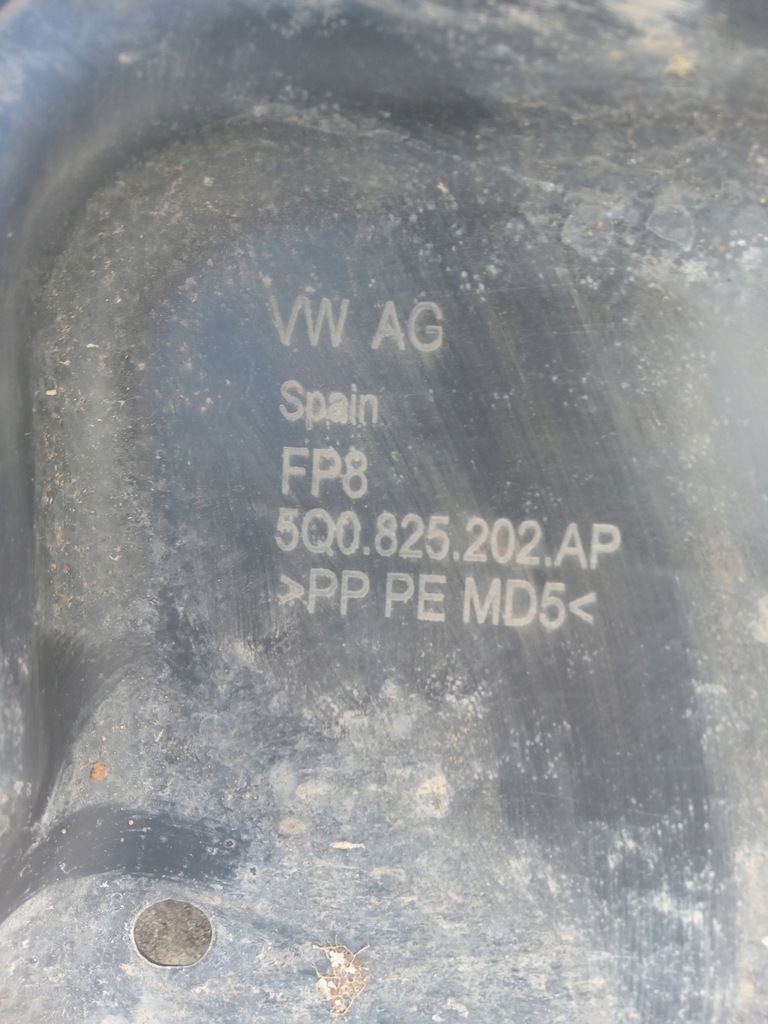 VW AG
Spain
FP8
5Q0.825.202.AP
>PP PE MD5<